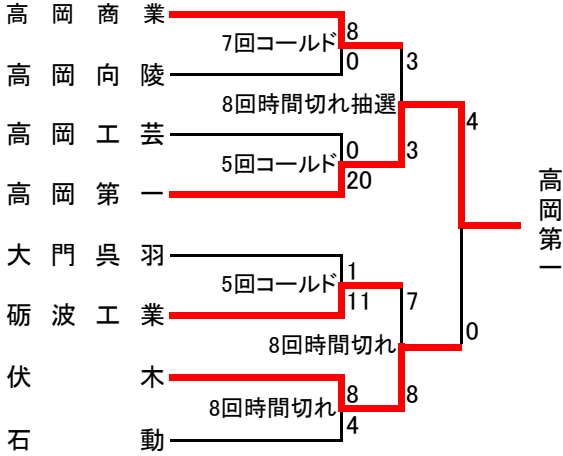 高岡商業
8
7回コールド
0
3
高岡向陵
8回時間切れ抽選
4
高岡工芸
0
5回コールド
3
20
高岡第一
高岡第一
大門呉羽
1
5回コールド
11
7
砺波工業
0
8回時間切れ
伏木
8
8
8回時間切れ
4
石動